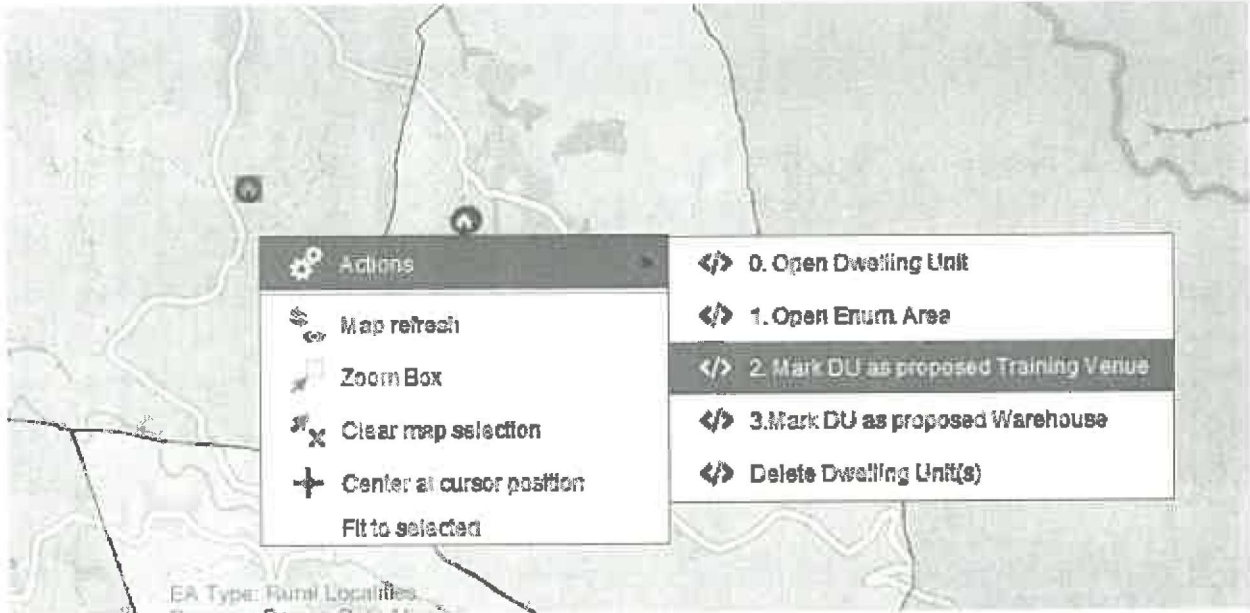 Actions
Map refresh
Zoom Box
Clear map selection
Center at cursor position
Fit to selected
</> 0. Open Dwelling Unit
</> 1. Open Enum. Area
</> 2. Mark DU as proposed Training Venue
</> 3.Mark DU as proposed Warehouse
</> Delete Dwelling Unit(s)
EA Type: Rural Localities